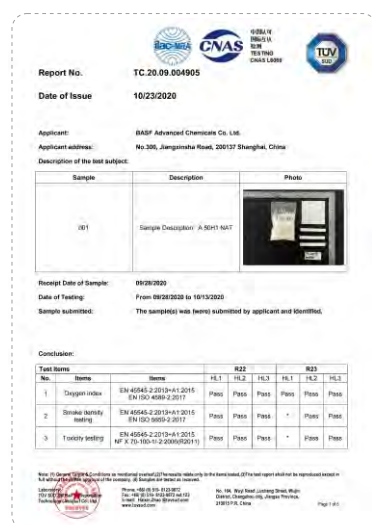 ilac-MRA
CNAS
TESTING
TÜV
SUD
Report No. TC.20.09.004905
Date of Issue 10/23/2020
Applicant: BASF Advanced Chemicals Co. Ltd.
Applicant address: No.300, Jiangxinsha Road, 200137 Shanghai, China
Description of the test subject:
Sample Description Photo
001 Sample Description: A 50H1 NAT
Receipt Date of Sample: 09/28/2020
Date of Testing: From 09/28/2020 to 10/13/2020
Sample submitted: The sample(s) was (were) submitted by applicant and identified.
Conclusion:
Test Items R22 R23
No. Items HL1 HL2 HL3 HL1 HL2 HL3
1 Oxygen index EN 45545-2:2013+A1:2015
EN ISO 4589-2:2017 Pass Pass Pass Pass Pass Pass
2 Smoke density
testing EN 45545-2:2013+A1:2015
EN ISO 5659-2:2017 Pass Pass Pass * Pass Pass
3 Toxicity testing EN 45545-2:2013+A1:2015
NF X 70-100-1/-2:2006(R2011) Pass Pass Pass * Pass Pass
Page 1 of 5